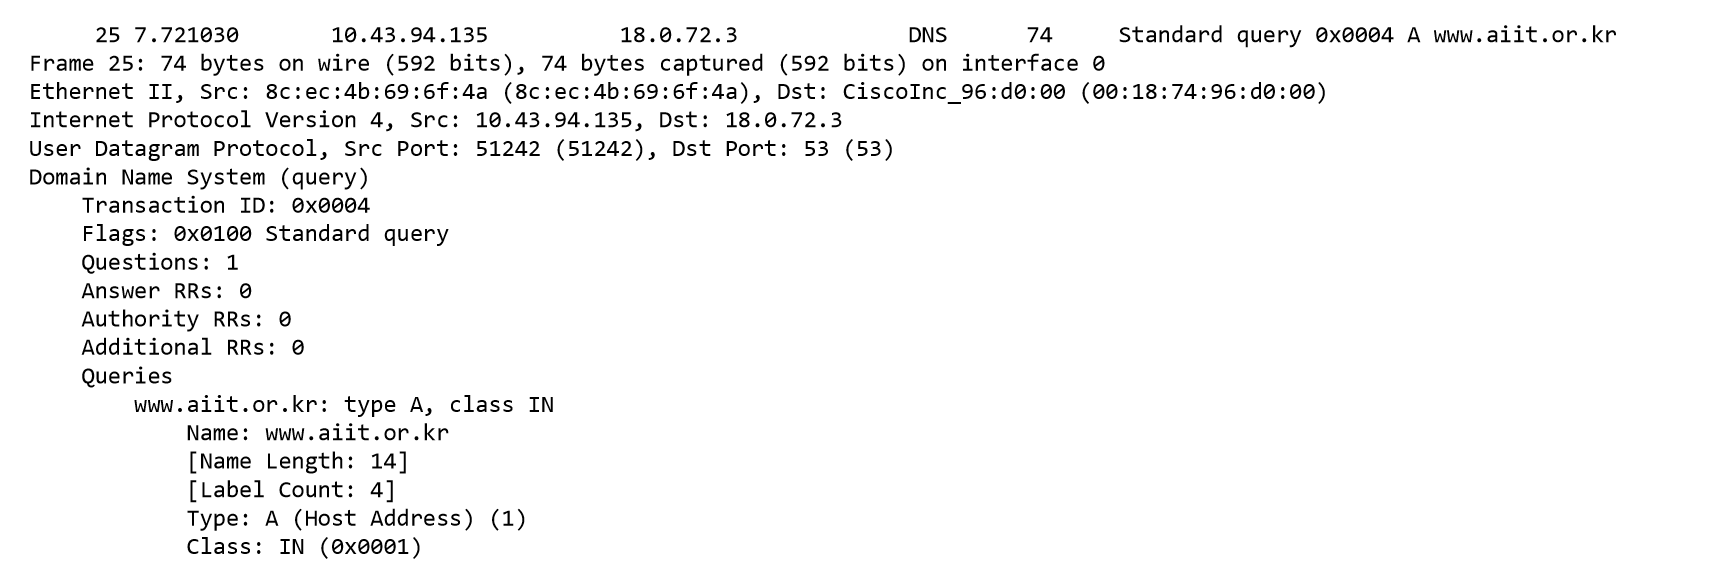 25 7.721030 10.43.94.135 18.0.72.3 DNS 74 Standard query 0x0004 A www.aiit.or.kr
Frame 25: 74 bytes on wire (592 bits), 74 bytes captured (592 bits) on interface 0
Ethernet II, Src: 8c:ec:4b:69:6f:4a (8c:ec:4b:69:6f:4a), Dst: CiscoInc_96:d0:00 (00:18:74:96:d0:00)
Internet Protocol Version 4, Src: 10.43.94.135, Dst: 18.0.72.3
User Datagram Protocol, Src Port: 51242 (51242), Dst Port: 53 (53)
Domain Name System (query)
Transaction ID: 0x0004
Flags: 0x0100 Standard query
Questions: 1
Answer RRs: 0
Authority RRs: 0
Additional RRs: 0
Queries
www.aiit.or.kr: type A, class IN
Name: www.aiit.or.kr
[Name Length: 14]
[Label Count: 4]
Type: A (Host Address) (1)
Class: IN (0x0001)